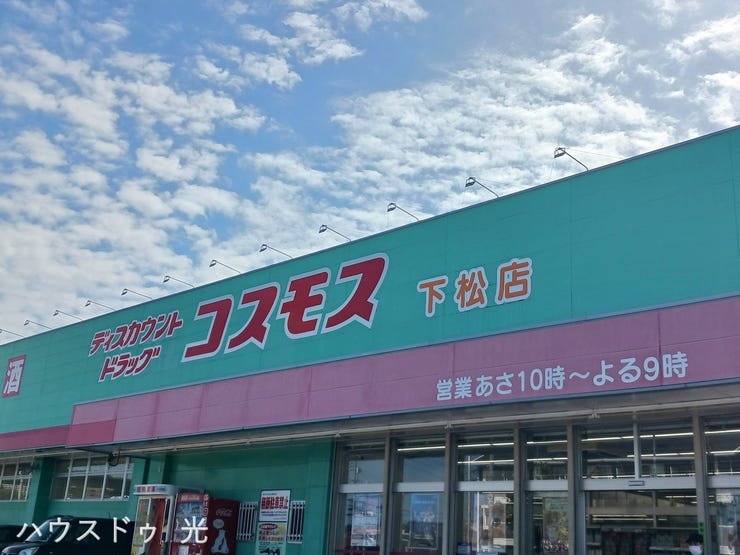 酒
ディスカウント
ドラッグ
コスモス
下松店
営業あさ10時～よる9時
ハウスドゥ 光